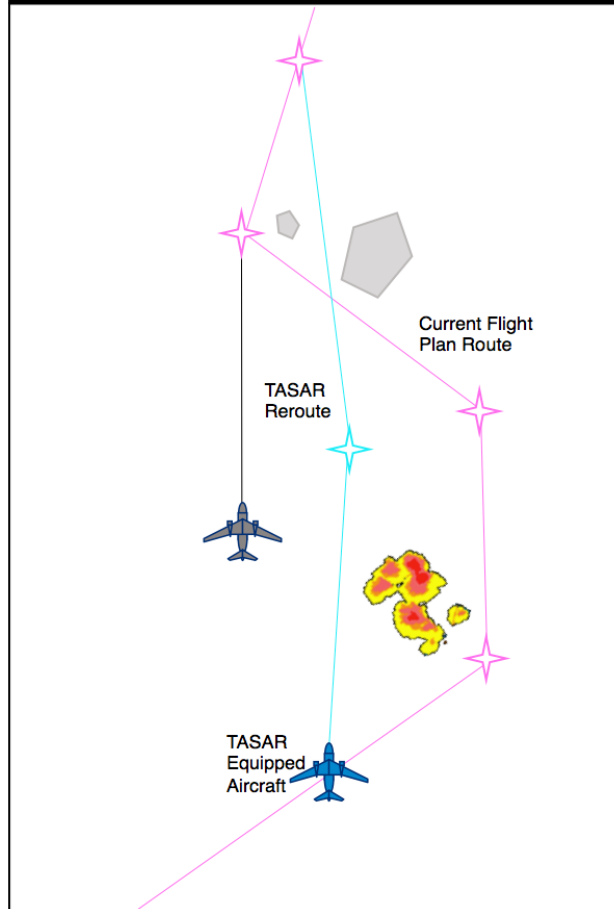 Current Flight
Plan Route
TASAR
Reroute
TASAR
Equipped
Aircraft